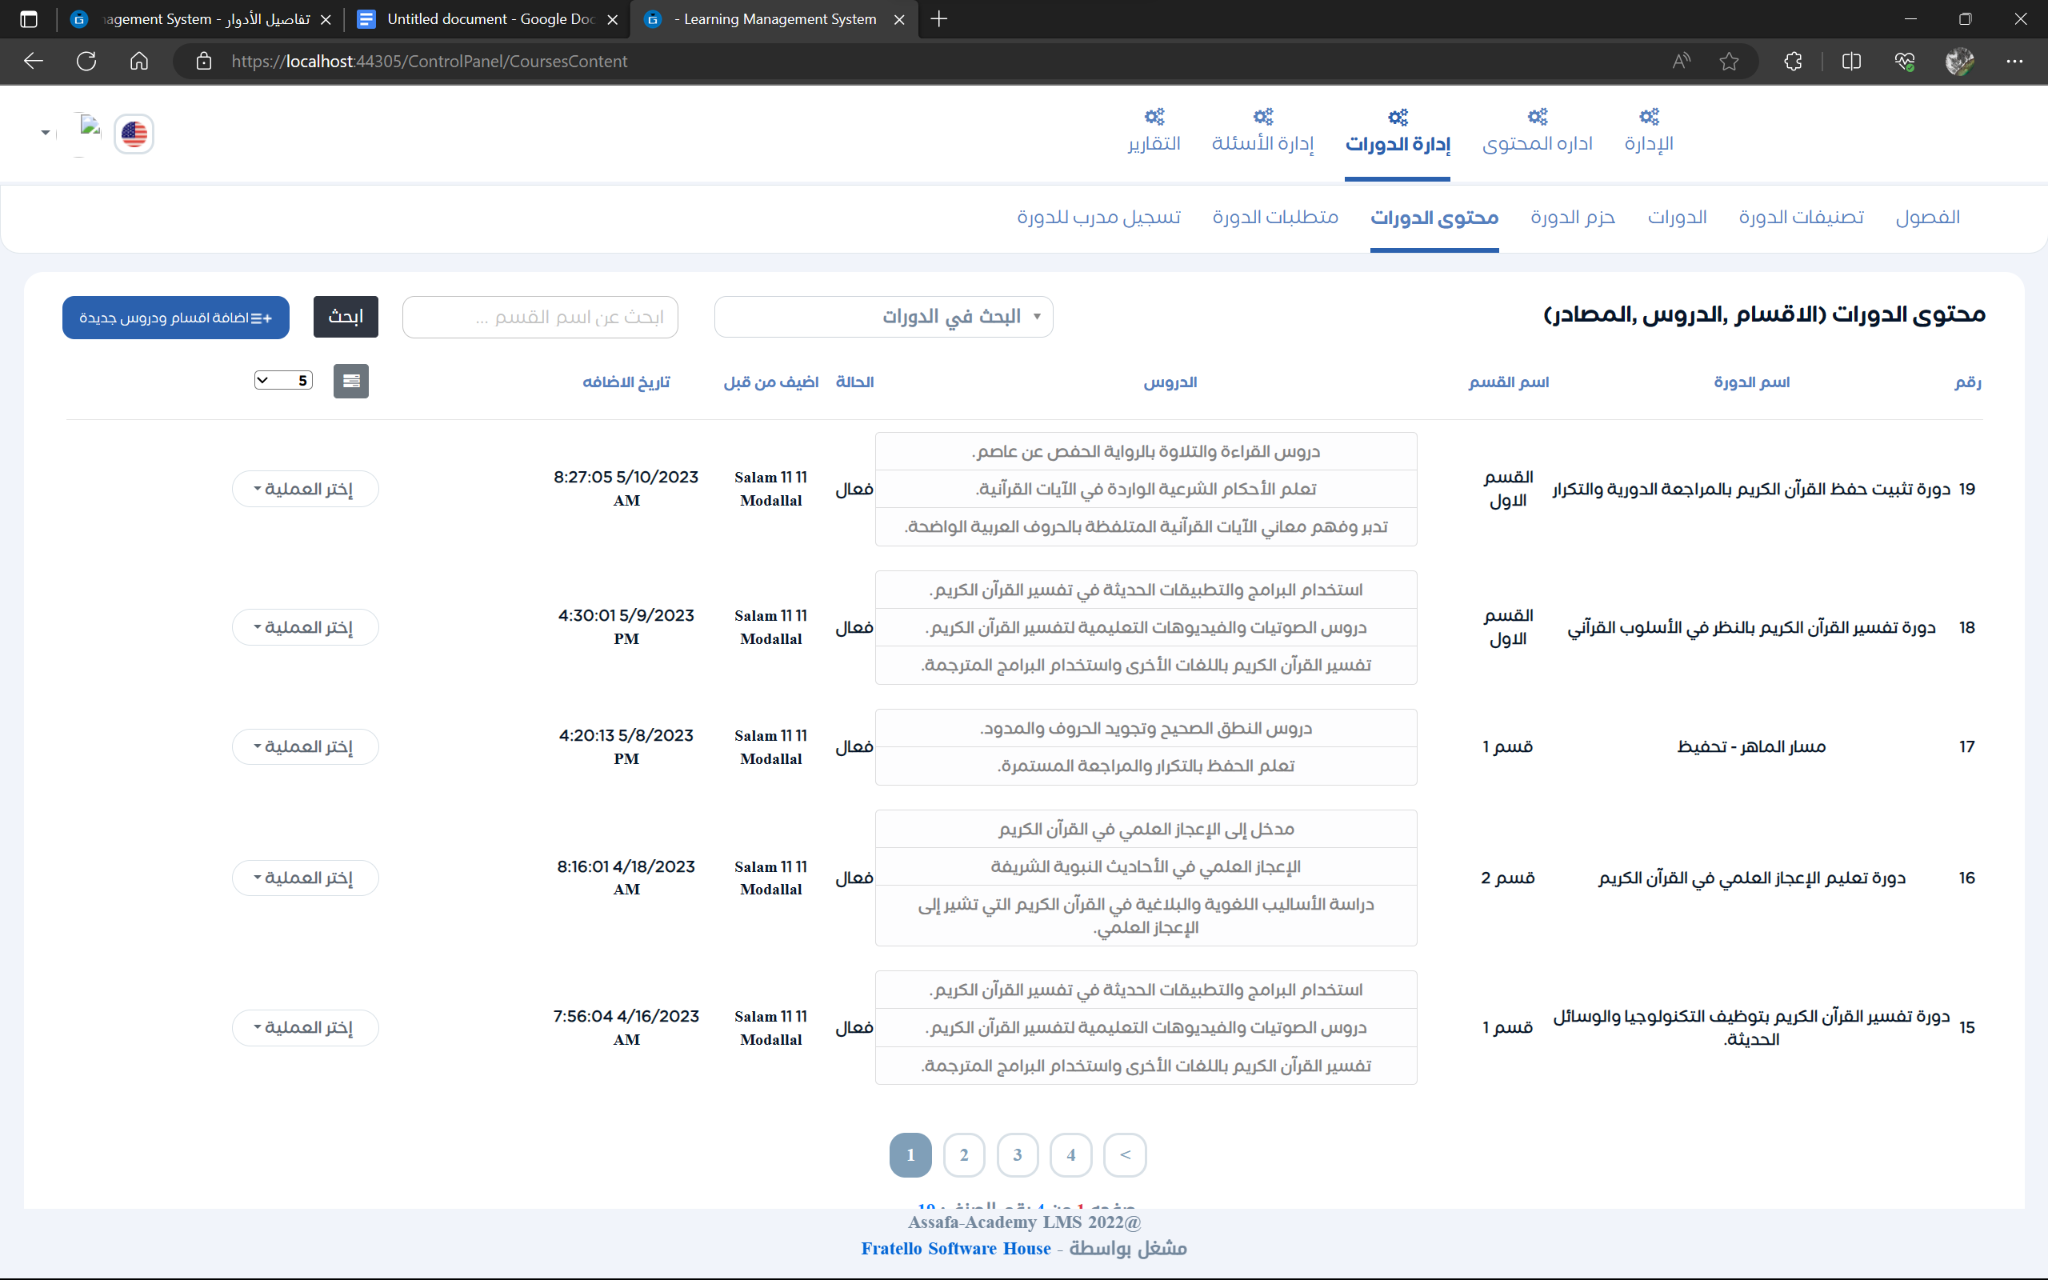 agement System - تفاصيل الأدوار
Untitled document - Google Doc
- Learning Management System
https://localhost:44305/ControlPanel/CoursesContent
الإدارة
اداره المحتوى
إدارة الدورات
إدارة الأسئلة
التقارير
الفصول
تصنيفات الدورة
الدورات
حزم الدورة
محتوى الدورات
متطلبات الدورة
تسجيل مدرب للدورة
محتوى الدورات (الاقسام ,الدروس ,المصادر)
البحث في الدورات
ابحث عن اسم القسم ...
ابحث
اضافة اقسام ودروس جديدة
رقم
اسم الدورة
اسم القسم
الدروس
الحالة
اضيف من قبل
تاريخ الاضافه
5
19
دورة تثبيت حفظ القرآن الكريم بالمراجعة الدورية والتكرار
القسم
الاول
دروس القراءة والتلاوة بالرواية الحفص عن عاصم.
تعلم الأحكام الشرعية الواردة في الآيات القرآنية.
تدبر وفهم معاني الآيات القرآنية المتلفظة بالحروف العربية الواضحة.
فعال
Salam 11 11
Modallal
8:27:05 5/10/2023
AM
إختر العملية
18
دورة تفسير القرآن الكريم بالنظر في الأسلوب القرآني
القسم
الاول
استخدام البرامج والتطبيقات الحديثة في تفسير القرآن الكريم.
دروس الصوتيات والفيديوهات التعليمية لتفسير القرآن الكريم.
تفسير القرآن الكريم باللغات الأخرى واستخدام البرامج المترجمة.
فعال
Salam 11 11
Modallal
4:30:01 5/9/2023
PM
إختر العملية
17
مسار الماهر - تحفيظ
قسم 1
دروس النطق الصحيح وتجويد الحروف والمدود.
تعلم الحفظ بالتكرار والمراجعة المستمرة.
فعال
Salam 11 11
Modallal
4:20:13 5/8/2023
PM
إختر العملية
16
دورة تعليم الإعجاز العلمي في القرآن الكريم
قسم 2
مدخل إلى الإعجاز العلمي في القرآن الكريم
الإعجاز العلمي في الأحاديث النبوية الشريفة
دراسة الأساليب اللغوية والبلاغية في القرآن الكريم التي تشير إلى
الإعجاز العلمي.
فعال
Salam 11 11
Modallal
8:16:01 4/18/2023
AM
إختر العملية
15
دورة تفسير القرآن الكريم بتوظيف التكنولوجيا والوسائل
الحديثة.
قسم 1
استخدام البرامج والتطبيقات الحديثة في تفسير القرآن الكريم.
دروس الصوتيات والفيديوهات التعليمية لتفسير القرآن الكريم.
تفسير القرآن الكريم باللغات الأخرى واستخدام البرامج المترجمة.
فعال
Salam 11 11
Modallal
7:56:04 4/16/2023
AM
إختر العملية
1 2 3 4 >
Assafa-Academy LMS 2022@
مشغل بواسطة - Fratello Software House